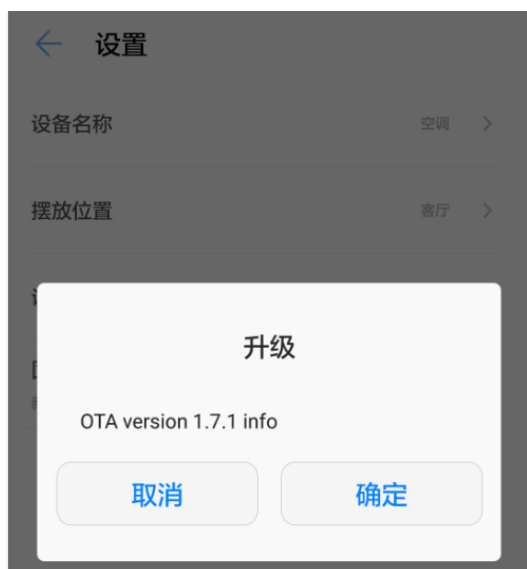 设置
设备名称 空调
摆放位置 客厅
升级
OTA version 1.7.1 info
取消 确定